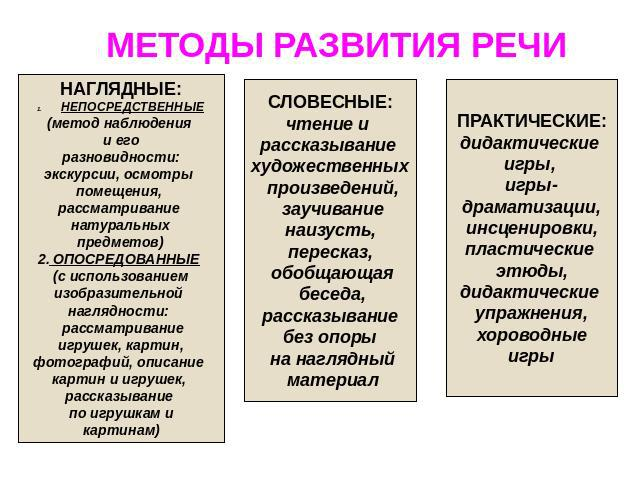 МЕТОДЫ РАЗВИТИЯ РЕЧИ
НАГЛЯДНЫЕ:
1. НЕПОСРЕДСТВЕННЫЕ
(метод наблюдения
и его
разновидности:
экскурсии, осмотры
помещения,
рассматривание
натуральных
предметов)
2. ОПОСРЕДОВАННЫЕ
(с использованием
изобразительной
наглядности:
рассматривание
игрушек, картин,
фотографий, описание
картин и игрушек,
рассказывание
по игрушкам и
картинам)
СЛОВЕСНЫЕ:
чтение и
рассказывание
художественных
произведений,
заучивание
наизусть,
пересказ,
обобщающая
беседа,
рассказывание
без опоры
на наглядный
материал
ПРАКТИЧЕСКИЕ:
дидактические
игры,
игры-
драматизации,
инсценировки,
пластические
этюды,
дидактические
упражнения,
хороводные
игры